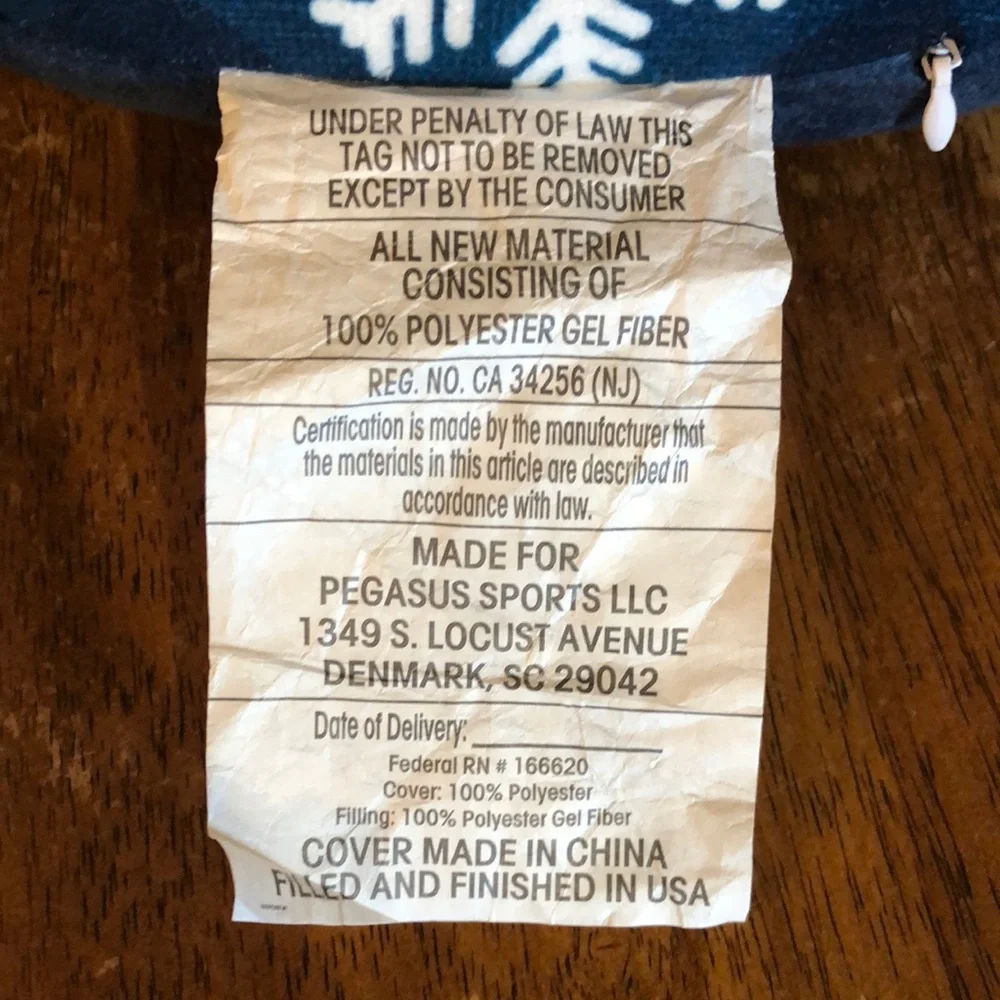 UNDER PENALTY OF LAW THIS
TAG NOT TO BE REMOVED
EXCEPT BY THE CONSUMER
ALL NEW MATERIAL
CONSISTING OF
100% POLYESTER GEL FIBER
REG. NO. CA 34256 (NJ)
Certification is made by the manufacturer that
the materials in this article are described in
accordance with law.
MADE FOR
PEGASUS SPORTS LLC
1349 S. LOCUST AVENUE
DENMARK, SC 29042
Date of Delivery:
Federal RN # 166620
Cover: 100% Polyester
Filling: 100% Polyester Gel Fiber
COVER MADE IN CHINA
FILLED AND FINISHED IN USA